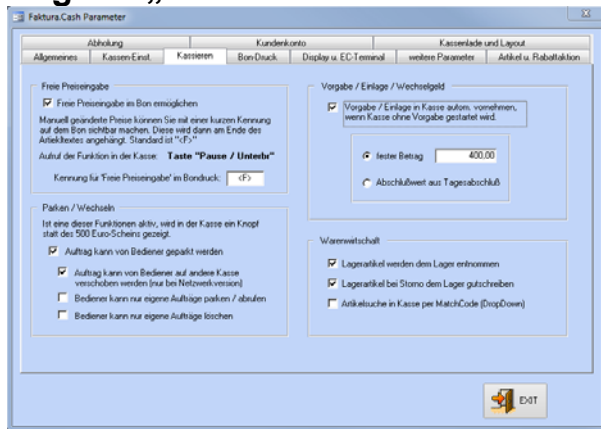 Faktura.Cash Parameter
Abholung
Kundenkonto
Kassenlade und Layout
Allgemeines
Kassen-Einst.
Kassieren
Bon-Druck
Display u. EC-Terminal
weitere Parameter
Artikel u. Rabattaktion
Freie Preiseingabe
Freie Preiseingabe im Bon ermöglichen
Manuell geänderte Preise können Sie mit einer kurzen Kennung
auf dem Bon sichtbar machen. Diese wird dann am Ende des
Artiekltextes angehängt. Standard ist "<F>"
Aufruf der Funktion in der Kasse: Taste "Pause / Unterbr"
Kennung für 'Freie Preiseingabe' im Bondruck: <F>
Parken / Wechseln
Ist eine dieser Funktionen aktiv, wird in der Kasse ein Knopf
statt des 500 Euro-Scheins gezeigt.
Auftrag kann von Bediener geparkt werden
Auftrag kann von Bediener auf andere Kasse
verschoben werden (nur bei Netzwerkversion)
Bediener kann nur eigene Aufträge parken / abrufen
Bediener kann nur eigene Aufträge löschen
Vorgabe / Einlage / Wechselgeld
Vorgabe / Einlage in Kasse autom. vornehmen,
wenn Kasse ohne Vorgabe gestartet wird.
fester Betrag 400,00
Abschlußwert aus Tagesabschluß
Warenwirtschaft
Lagerartikel werden dem Lager entnommen
Lagerartikel bei Storno dem Lager gutschreiben
Artikelsuche in Kasse per MatchCode (DropDown)
EXIT